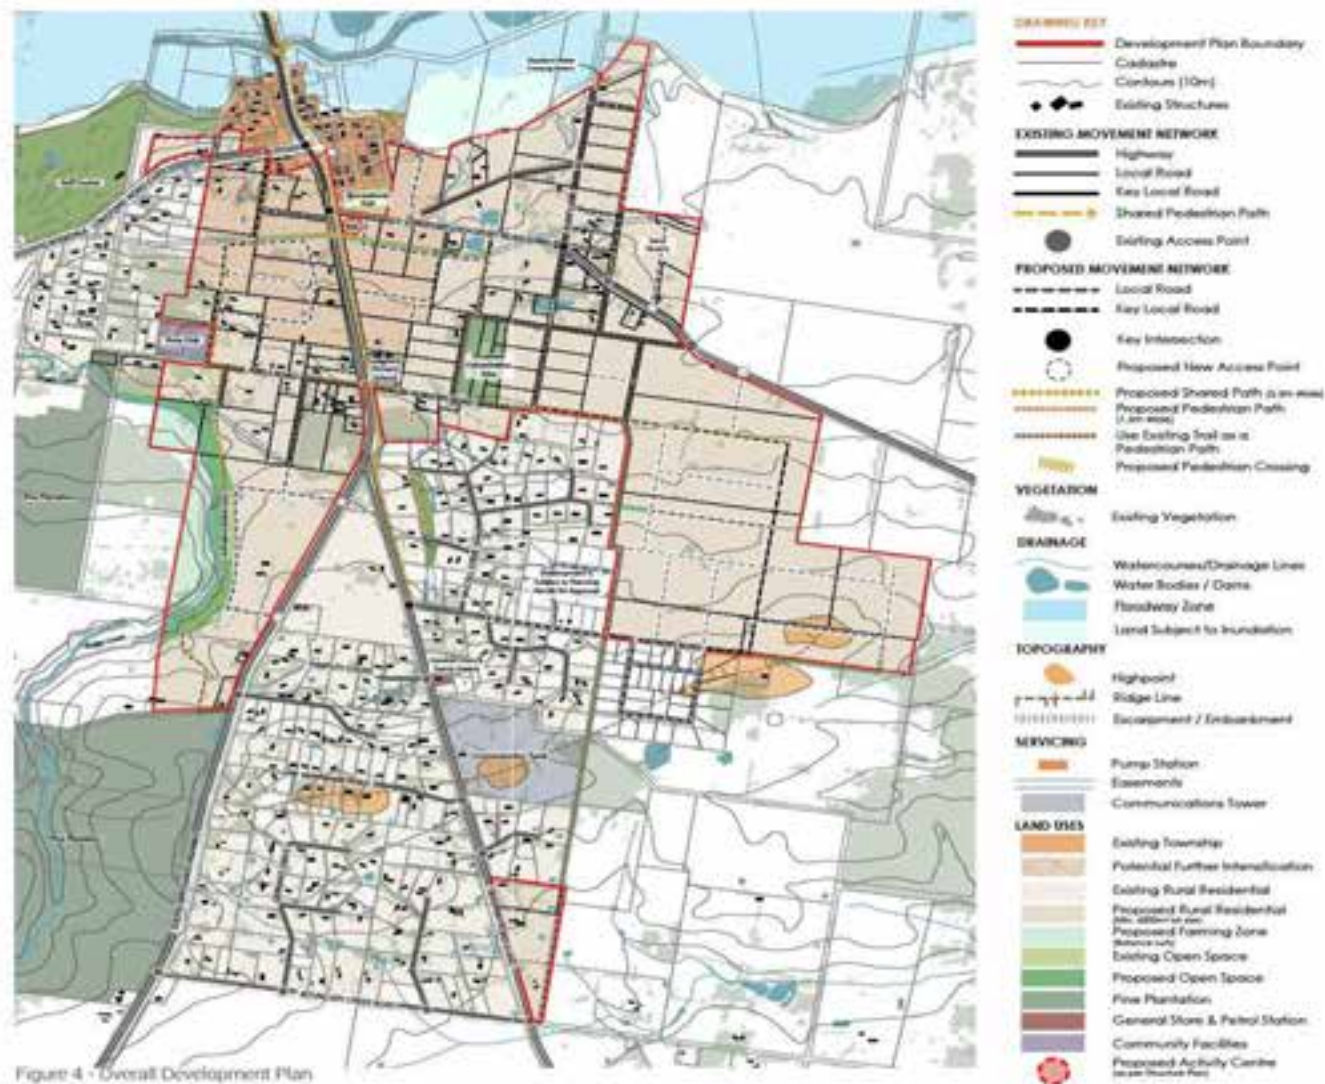 DRAWING KEY
Development Plan Boundary
Cadastre
Contours (10m)
Existing Structures
EXISTING MOVEMENT NETWORK
Highway
Local Road
Key Local Road
Shared Pedestrian Path
Existing Access Point
PROPOSED MOVEMENT NETWORK
Local Road
Key Local Road
Key Intersection
Proposed New Access Point
Proposed Shared Path
Proposed Pedestrian Path
Use Existing Trail as a
Pedestrian Path
Proposed Pedestrian Crossing
VEGETATION
Existing Vegetation
DRAINAGE
Watercourses/Drainage Lines
Water Bodies / Dams
Floodway Zone
Land Subject to Inundation
TOPOGRAPHY
Highpoint
Ridge Line
Escarpment / Embankment
SERVICING
Pump Station
Easements
Communications Tower
LAND USES
Existing Township
Potential Further Intensification
Existing Rural Residential
Proposed Rural Residential
Proposed Farming Zone
Existing Open Space
Proposed Open Space
Pine Plantation
General Store & Petrol Station
Community Facilities
Proposed Activity Centre
Figure 4 - Overall Development Plan